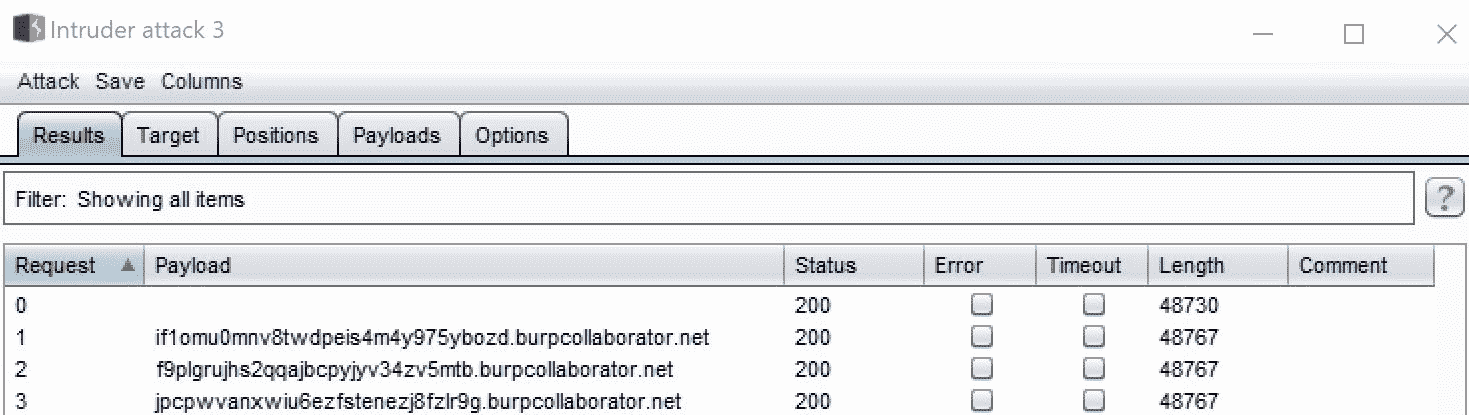 Intruder attack 3
Attack Save Columns
Results Target Positions Payloads Options
Filter: Showing all items
?
Request Payload Status Error Timeout Length Comment
0 200 48730
1 if1omu0mnv8twdpeis4m4y975ybozd.burpcollaborator.net 200 48767
2 f9plgrujhs2qqajbcpyjyv34zv5mtb.burpcollaborator.net 200 48767
3 jpcpwvanxwiu6ezfstenezj8fzlr9g.burpcollaborator.net 200 48767